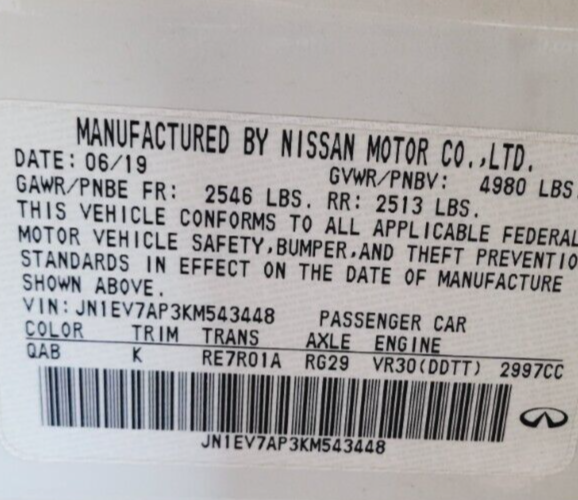 MANUFACTURED BY NISSAN MOTOR CO.,LTD.
DATE: 06/19 GVWR/PNBV: 4980 LBS.
GAWR/PNBE FR: 2546 LBS. RR: 2513 LBS.
THIS VEHICLE CONFORMS TO ALL APPLICABLE FEDERAL
MOTOR VEHICLE SAFETY,BUMPER,AND THEFT PREVENTIO
STANDARDS IN EFFECT ON THE DATE OF MANUFACTURE
SHOWN ABOVE.
VIN: JN1EV7AP3KM543448 PASSENGER CAR
COLOR TRIM TRANS AXLE ENGINE
QAB K RE7R01A RG29 VR30(DDTT) 2997CC
JN1EV7AP3KM543448